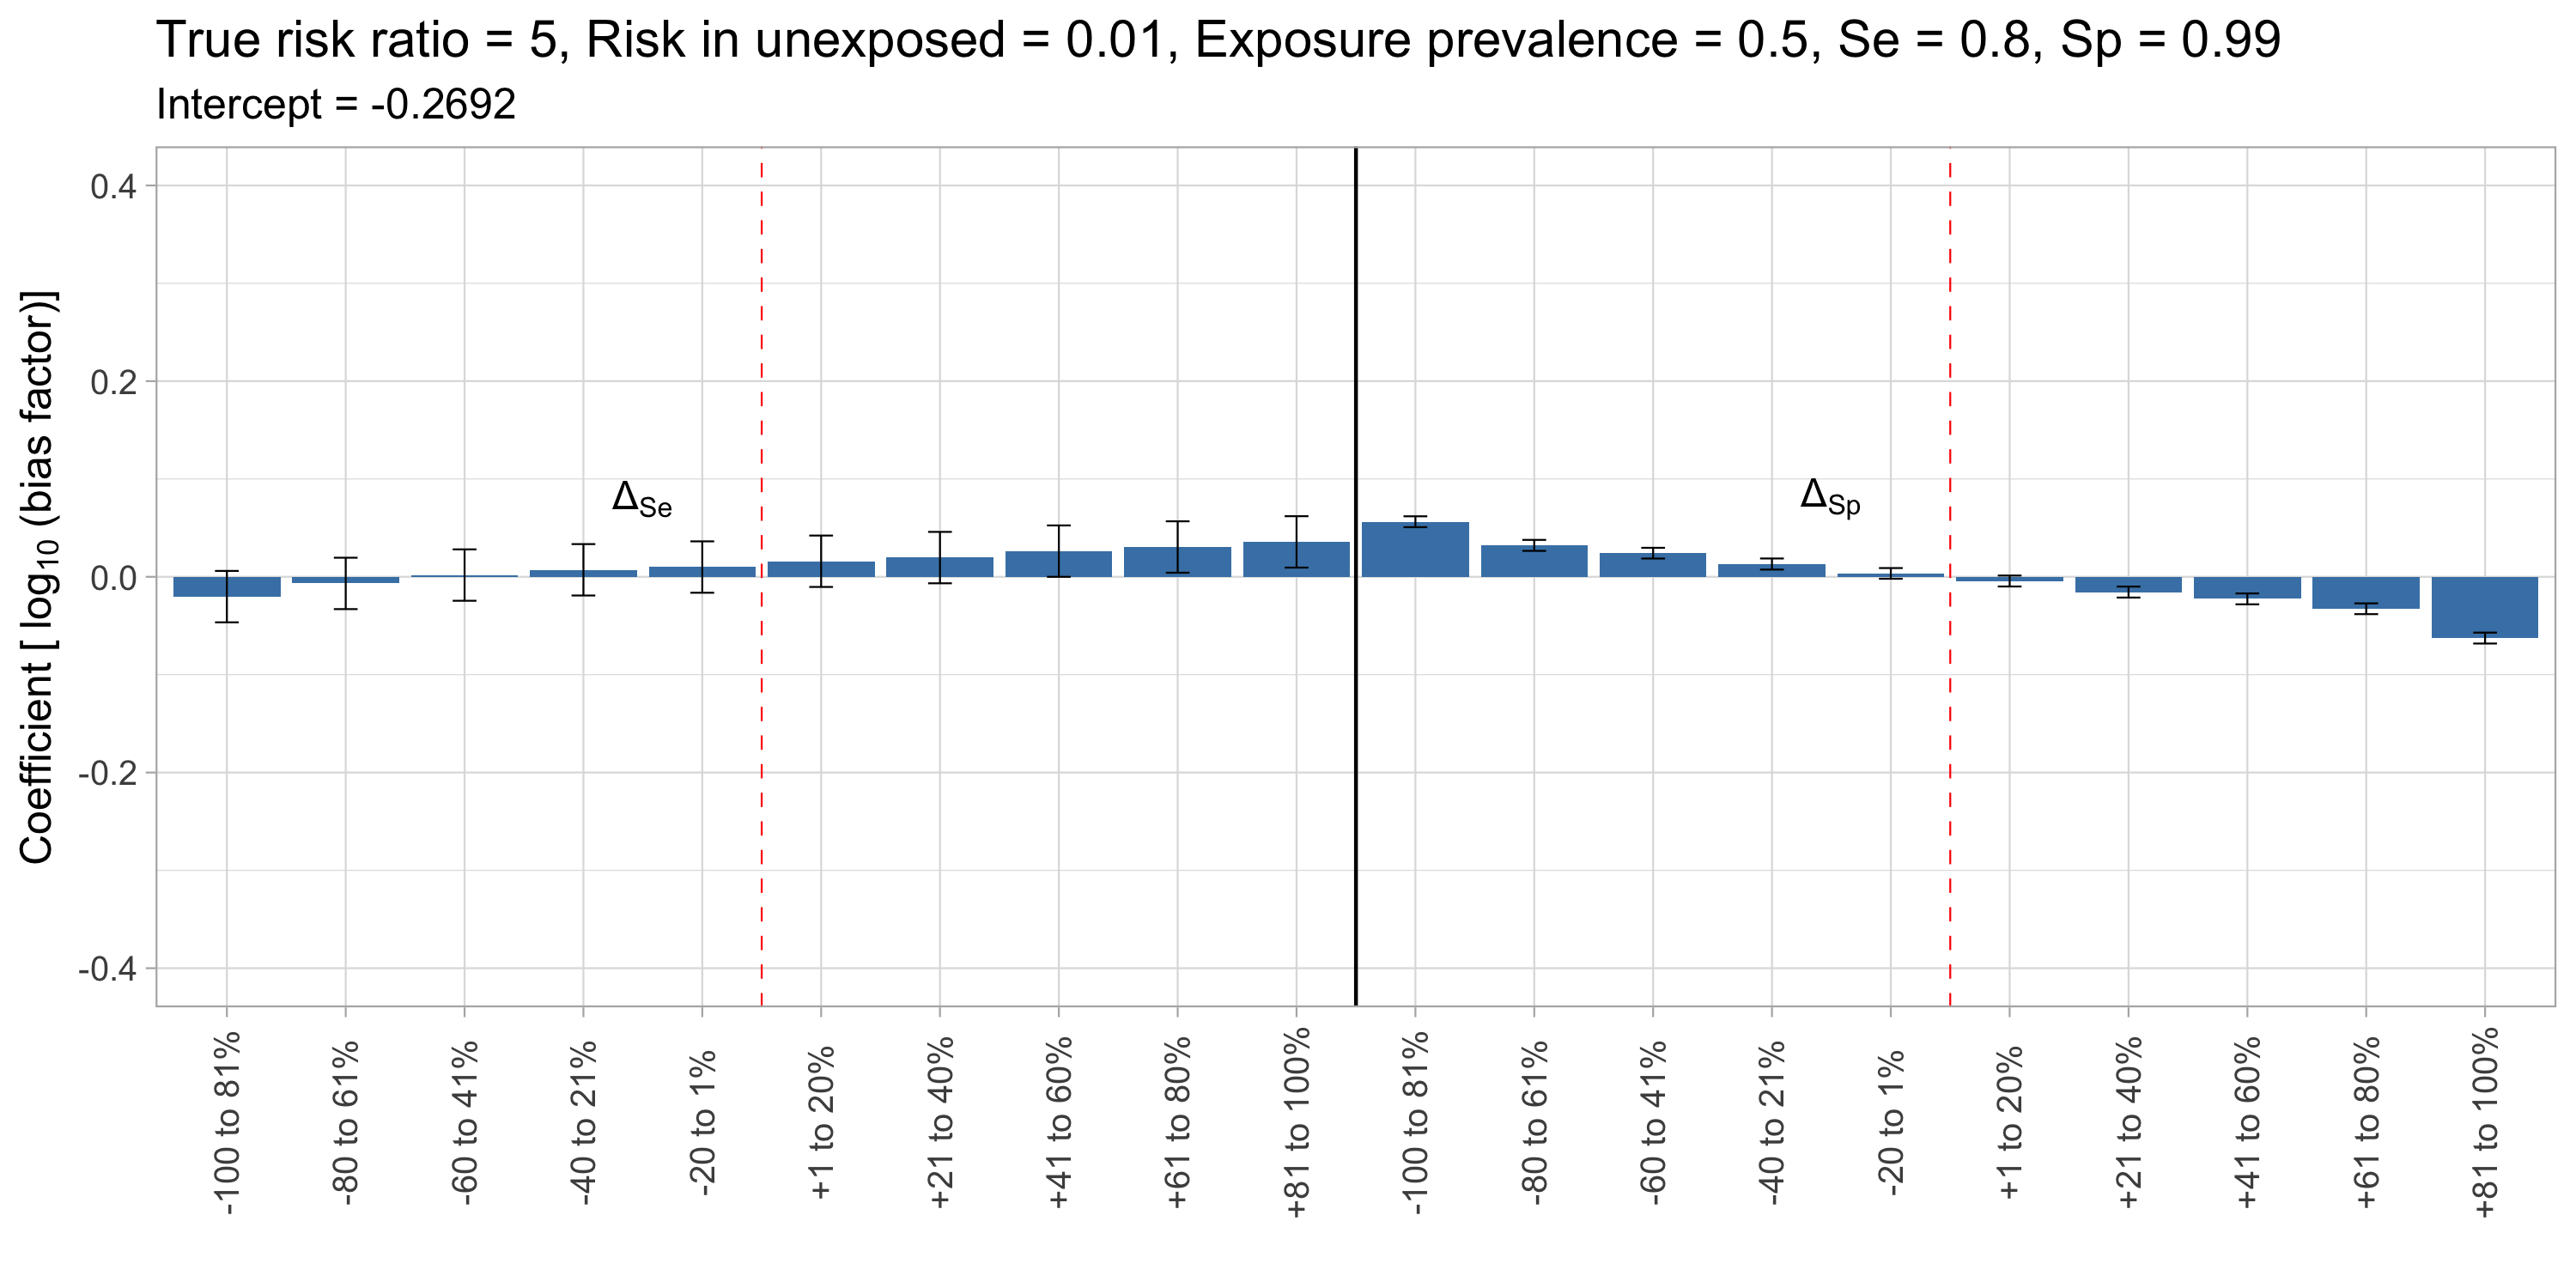 True risk ratio = 5, Risk in unexposed = 0.01, Exposure prevalence = 0.5, Se = 0.8, Sp = 0.99
Intercept = -0.2692
Coefficient [ log10 (bias factor)]
0.4
0.2
0.0
-0.2
-0.4
ΔSe
ΔSp
-100 to 81%
-80 to 61%
-60 to 41%
-40 to 21%
-20 to 1%
+1 to 20%
+21 to 40%
+41 to 60%
+61 to 80%
+81 to 100%
-100 to 81%
-80 to 61%
-60 to 41%
-40 to 21%
-20 to 1%
+1 to 20%
+21 to 40%
+41 to 60%
+61 to 80%
+81 to 100%